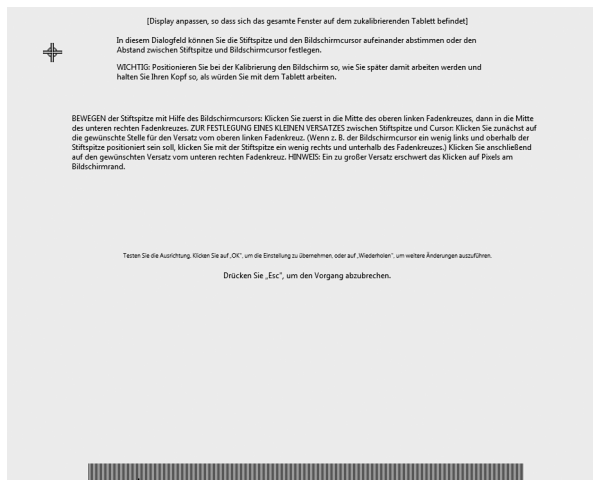 [Display anpassen, so dass sich das gesamte Fenster auf dem zukalibrierenden Tablett befindet]
In diesem Dialogfeld können Sie die Stiftspitze und den Bildschirmcursor aufeinander abstimmen oder den
Abstand zwischen Stiftspitze und Bildschirmcursor festlegen.
WICHTIG: Positionieren Sie bei der Kalibrierung den Bildschirm so, wie Sie später damit arbeiten werden und
halten Sie Ihren Kopf so, als würden Sie mit dem Tablett arbeiten.
BEWEGEN der Stiftspitze mit Hilfe des Bildschirmcursors: Klicken Sie zuerst in die Mitte des oberen linken Fadenkreuzes, dann in die Mitte
des unteren rechten Fadenkreuzes. ZUR FESTLEGUNG EINES KLEINEN VERSATZES zwischen Stiftspitze und Cursor: Klicken Sie zunächst auf
die gewünschte Stelle für den Versatz vom oberen linken Fadenkreuz. (Wenn z. B. der Bildschirmcursor ein wenig links und oberhalb der
Stiftspitze positioniert sein soll, klicken Sie mit der Stiftspitze ein wenig rechts und unterhalb des Fadenkreuzes.) Klicken Sie anschließend
auf den gewünschten Versatz vom unteren rechten Fadenkreuz. HINWEIS: Ein zu großer Versatz erschwert das Klicken auf Pixels am
Bildschirmrand.
Testen Sie die Ausrichtung. Klicken Sie auf „OK", um die Einstellung zu übernehmen, oder auf „Wiederholen", um weitere Änderungen auszuführen.
Drücken Sie „Esc", um den Vorgang abzubrechen.